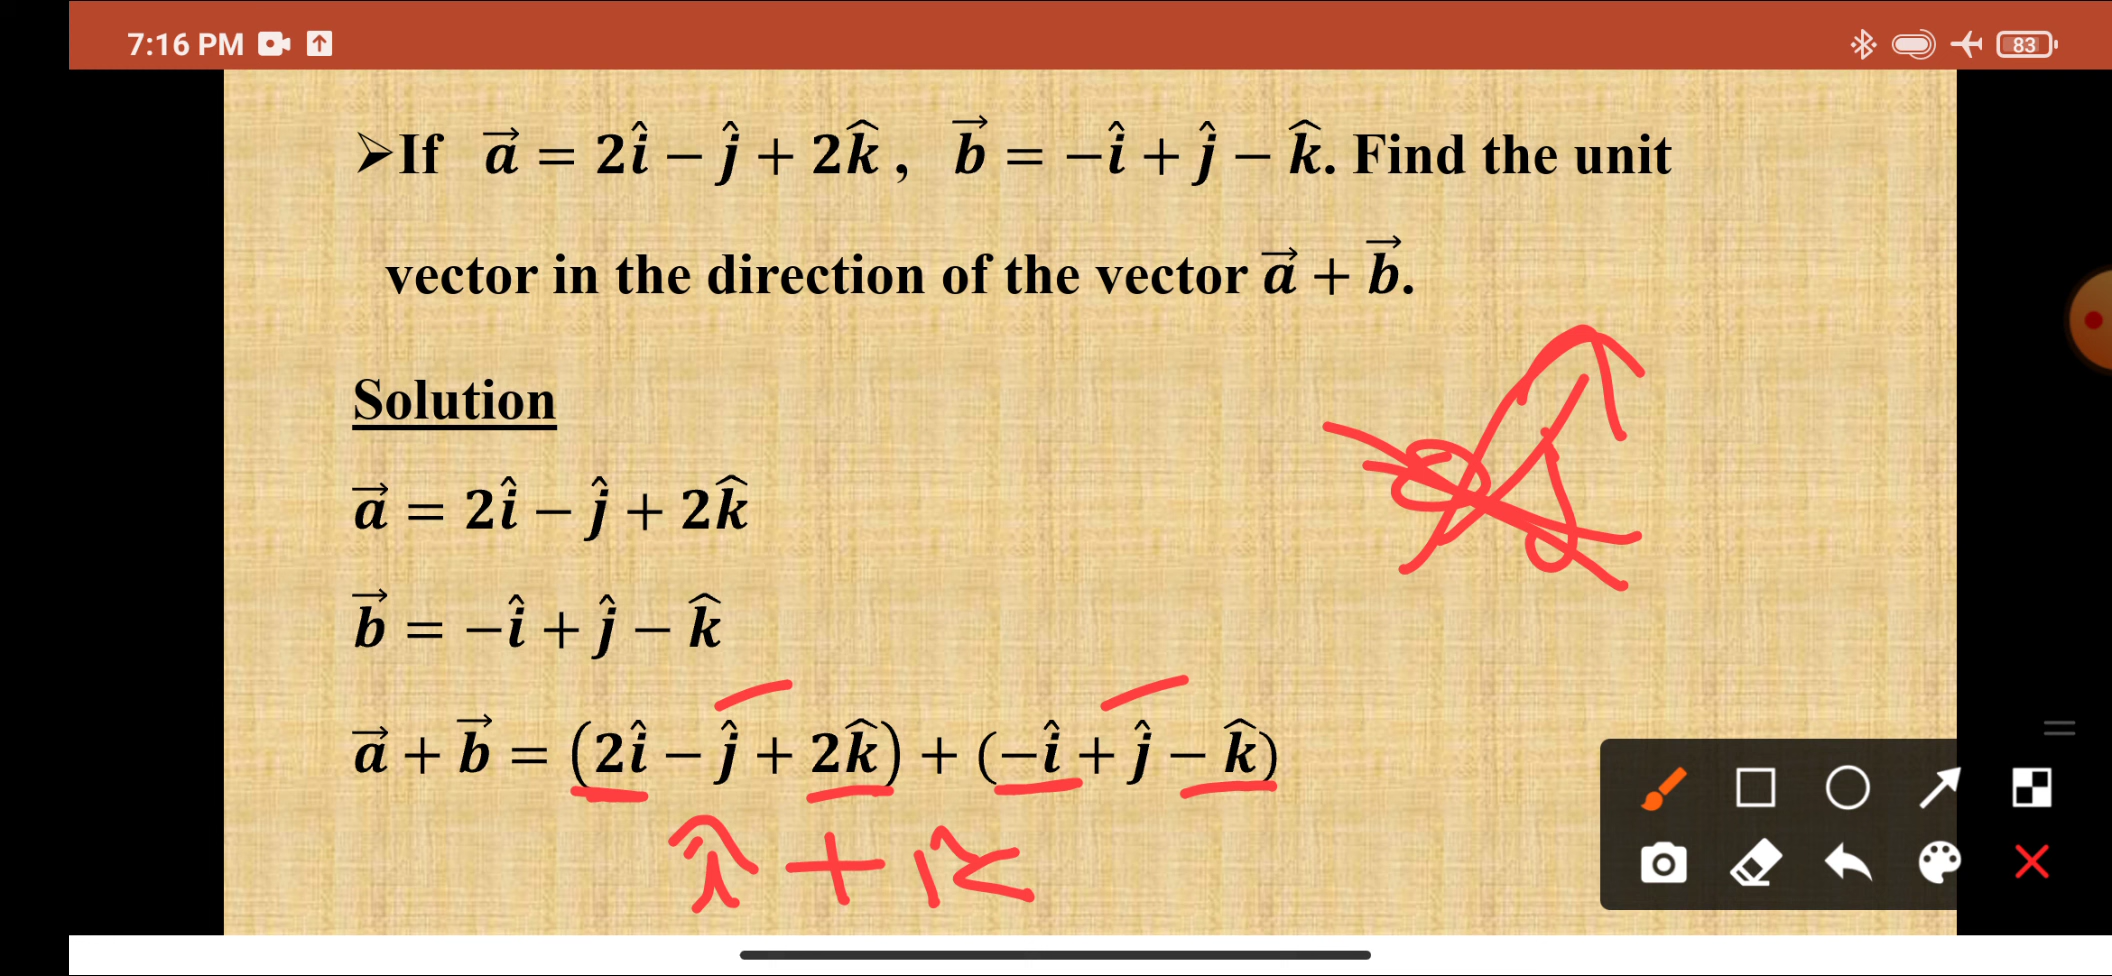 7:16 PM
83
➢If a⃗ = 2î − ĵ + 2k̂ , b⃗ = −î + ĵ − k̂. Find the unit
vector in the direction of the vector a⃗ + b⃗.
Solution
a⃗ = 2î − ĵ + 2k̂
b⃗ = −î + ĵ − k̂
a⃗ + b⃗ = (2î − ĵ + 2k̂) + (−î + ĵ − k̂)
î + k̂